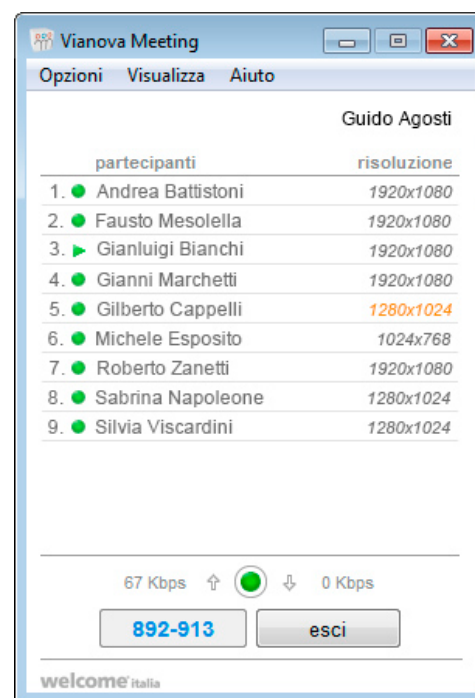 Vianova Meeting
Opzioni Visualizza Aiuto
Guido Agosti
partecipanti risoluzione
1. Andrea Battistoni 1920x1080
2. Fausto Mesolella 1920x1080
3. Gianluigi Bianchi 1920x1080
4. Gianni Marchetti 1920x1080
5. Gilberto Cappelli 1280x1024
6. Michele Esposito 1024x768
7. Roberto Zanetti 1920x1080
8. Sabrina Napoleone 1280x1024
9. Silvia Viscardini 1280x1024
67 Kbps 0 Kbps
892-913 esci
welcome italia